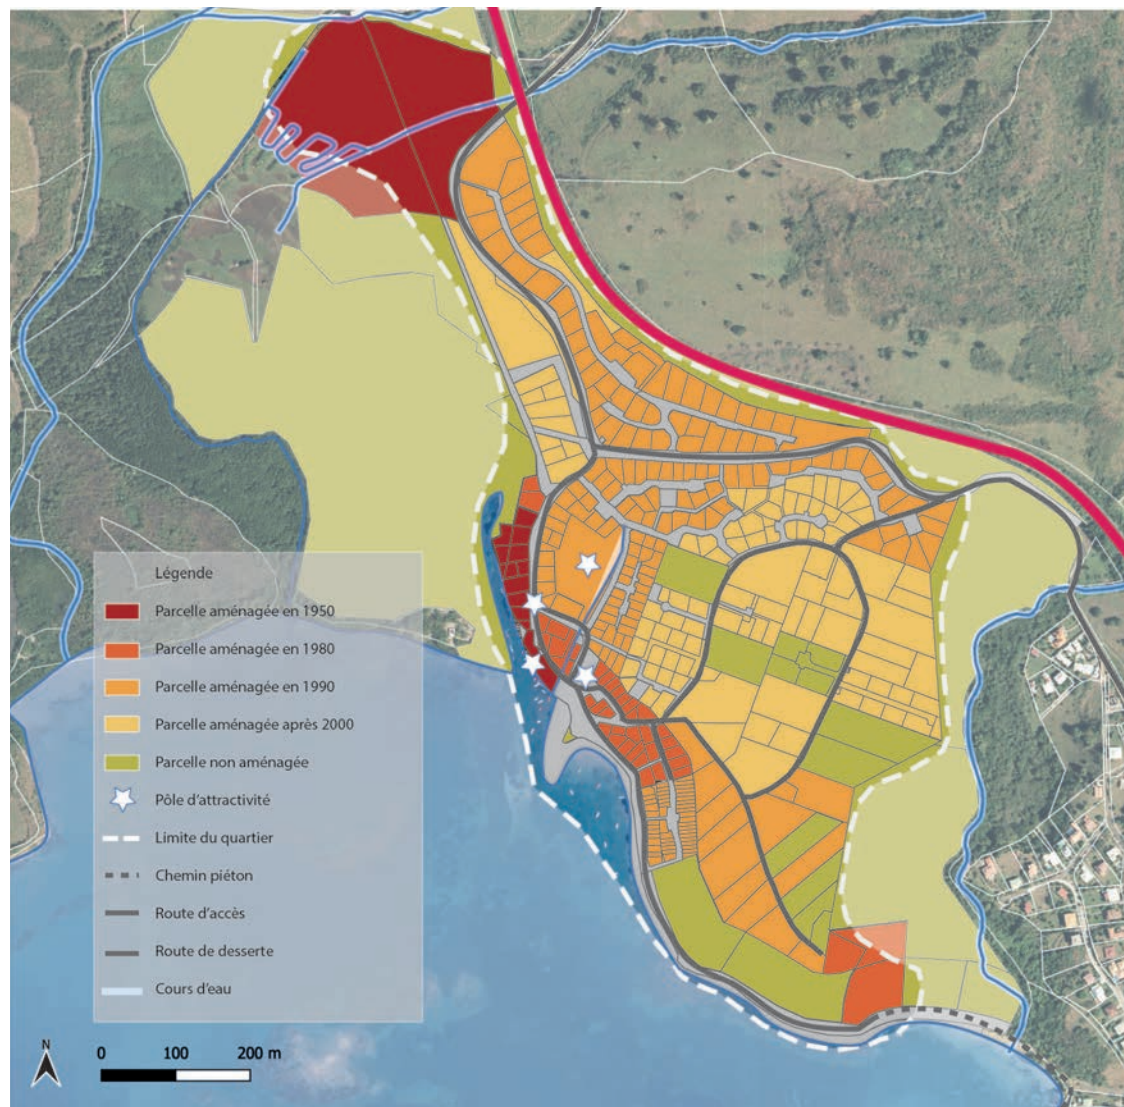 Légende
Parcelle aménagée en 1950
Parcelle aménagée en 1980
Parcelle aménagée en 1990
Parcelle aménagée après 2000
Parcelle non aménagée
Pôle d'attractivité
Limite du quartier
Chemin piéton
Route d'accès
Route de desserte
Cours d'eau
N
0 100 200 m